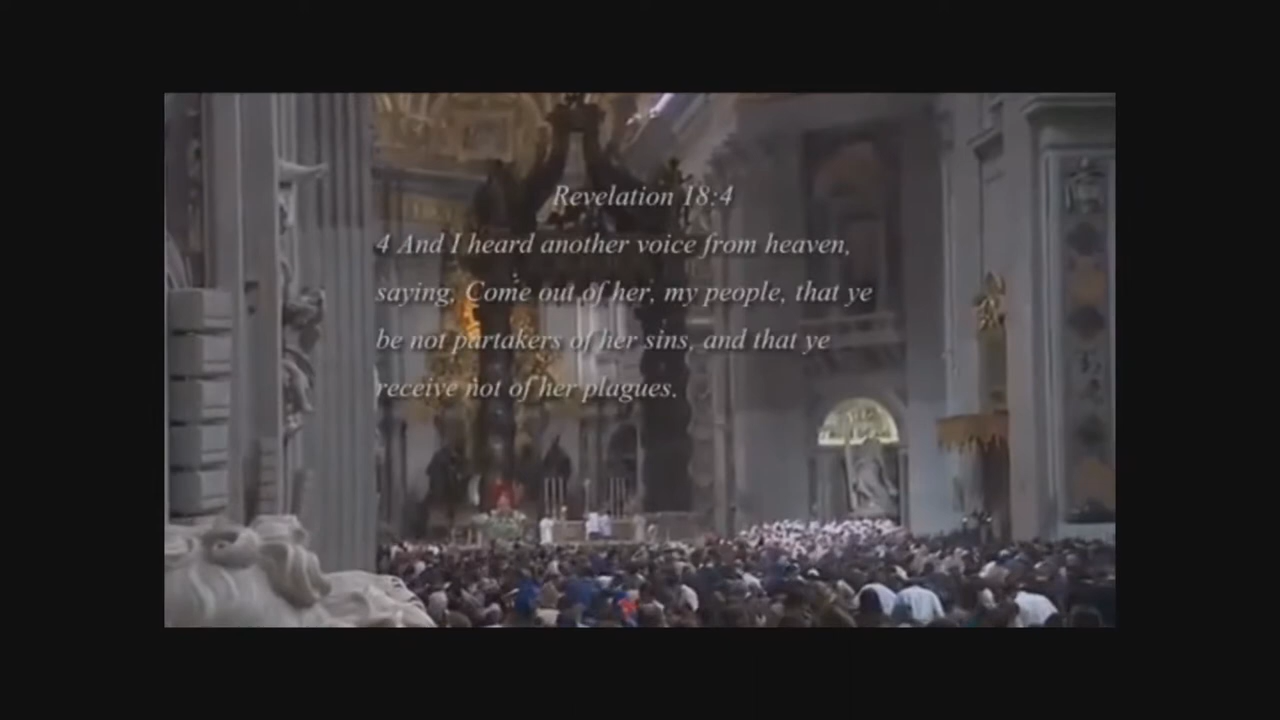 Revelation 18:4
4 And I heard another voice from heaven,
saying, Come out of her, my people, that ye
be not partakers of her sins, and that ye
receive not of her plagues.